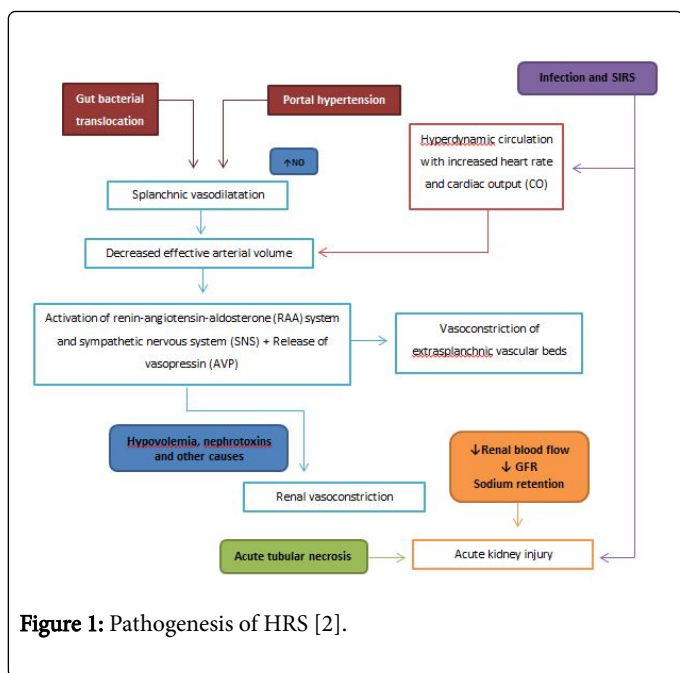 Gut bacterial
translocation
Portal hypertension
Infection and SIRS
↑NO
Hyperdynamic circulation
with increased heart rate
and cardiac output (CO)
Splanchnic vasodilatation
Decreased effective arterial volume
Activation of renin-angiotensin-aldosterone (RAA) system
and sympathetic nervous system (SNS) + Release of
vasopressin (AVP)
Vasoconstriction of
extrasplanchnic vascular beds
Hypovolemia, nephrotoxins
and other causes
↓Renal blood flow
↓ GFR
Sodium retention
Renal vasoconstriction
Acute tubular necrosis
Acute kidney injury
Figure 1: Pathogenesis of HRS [2].